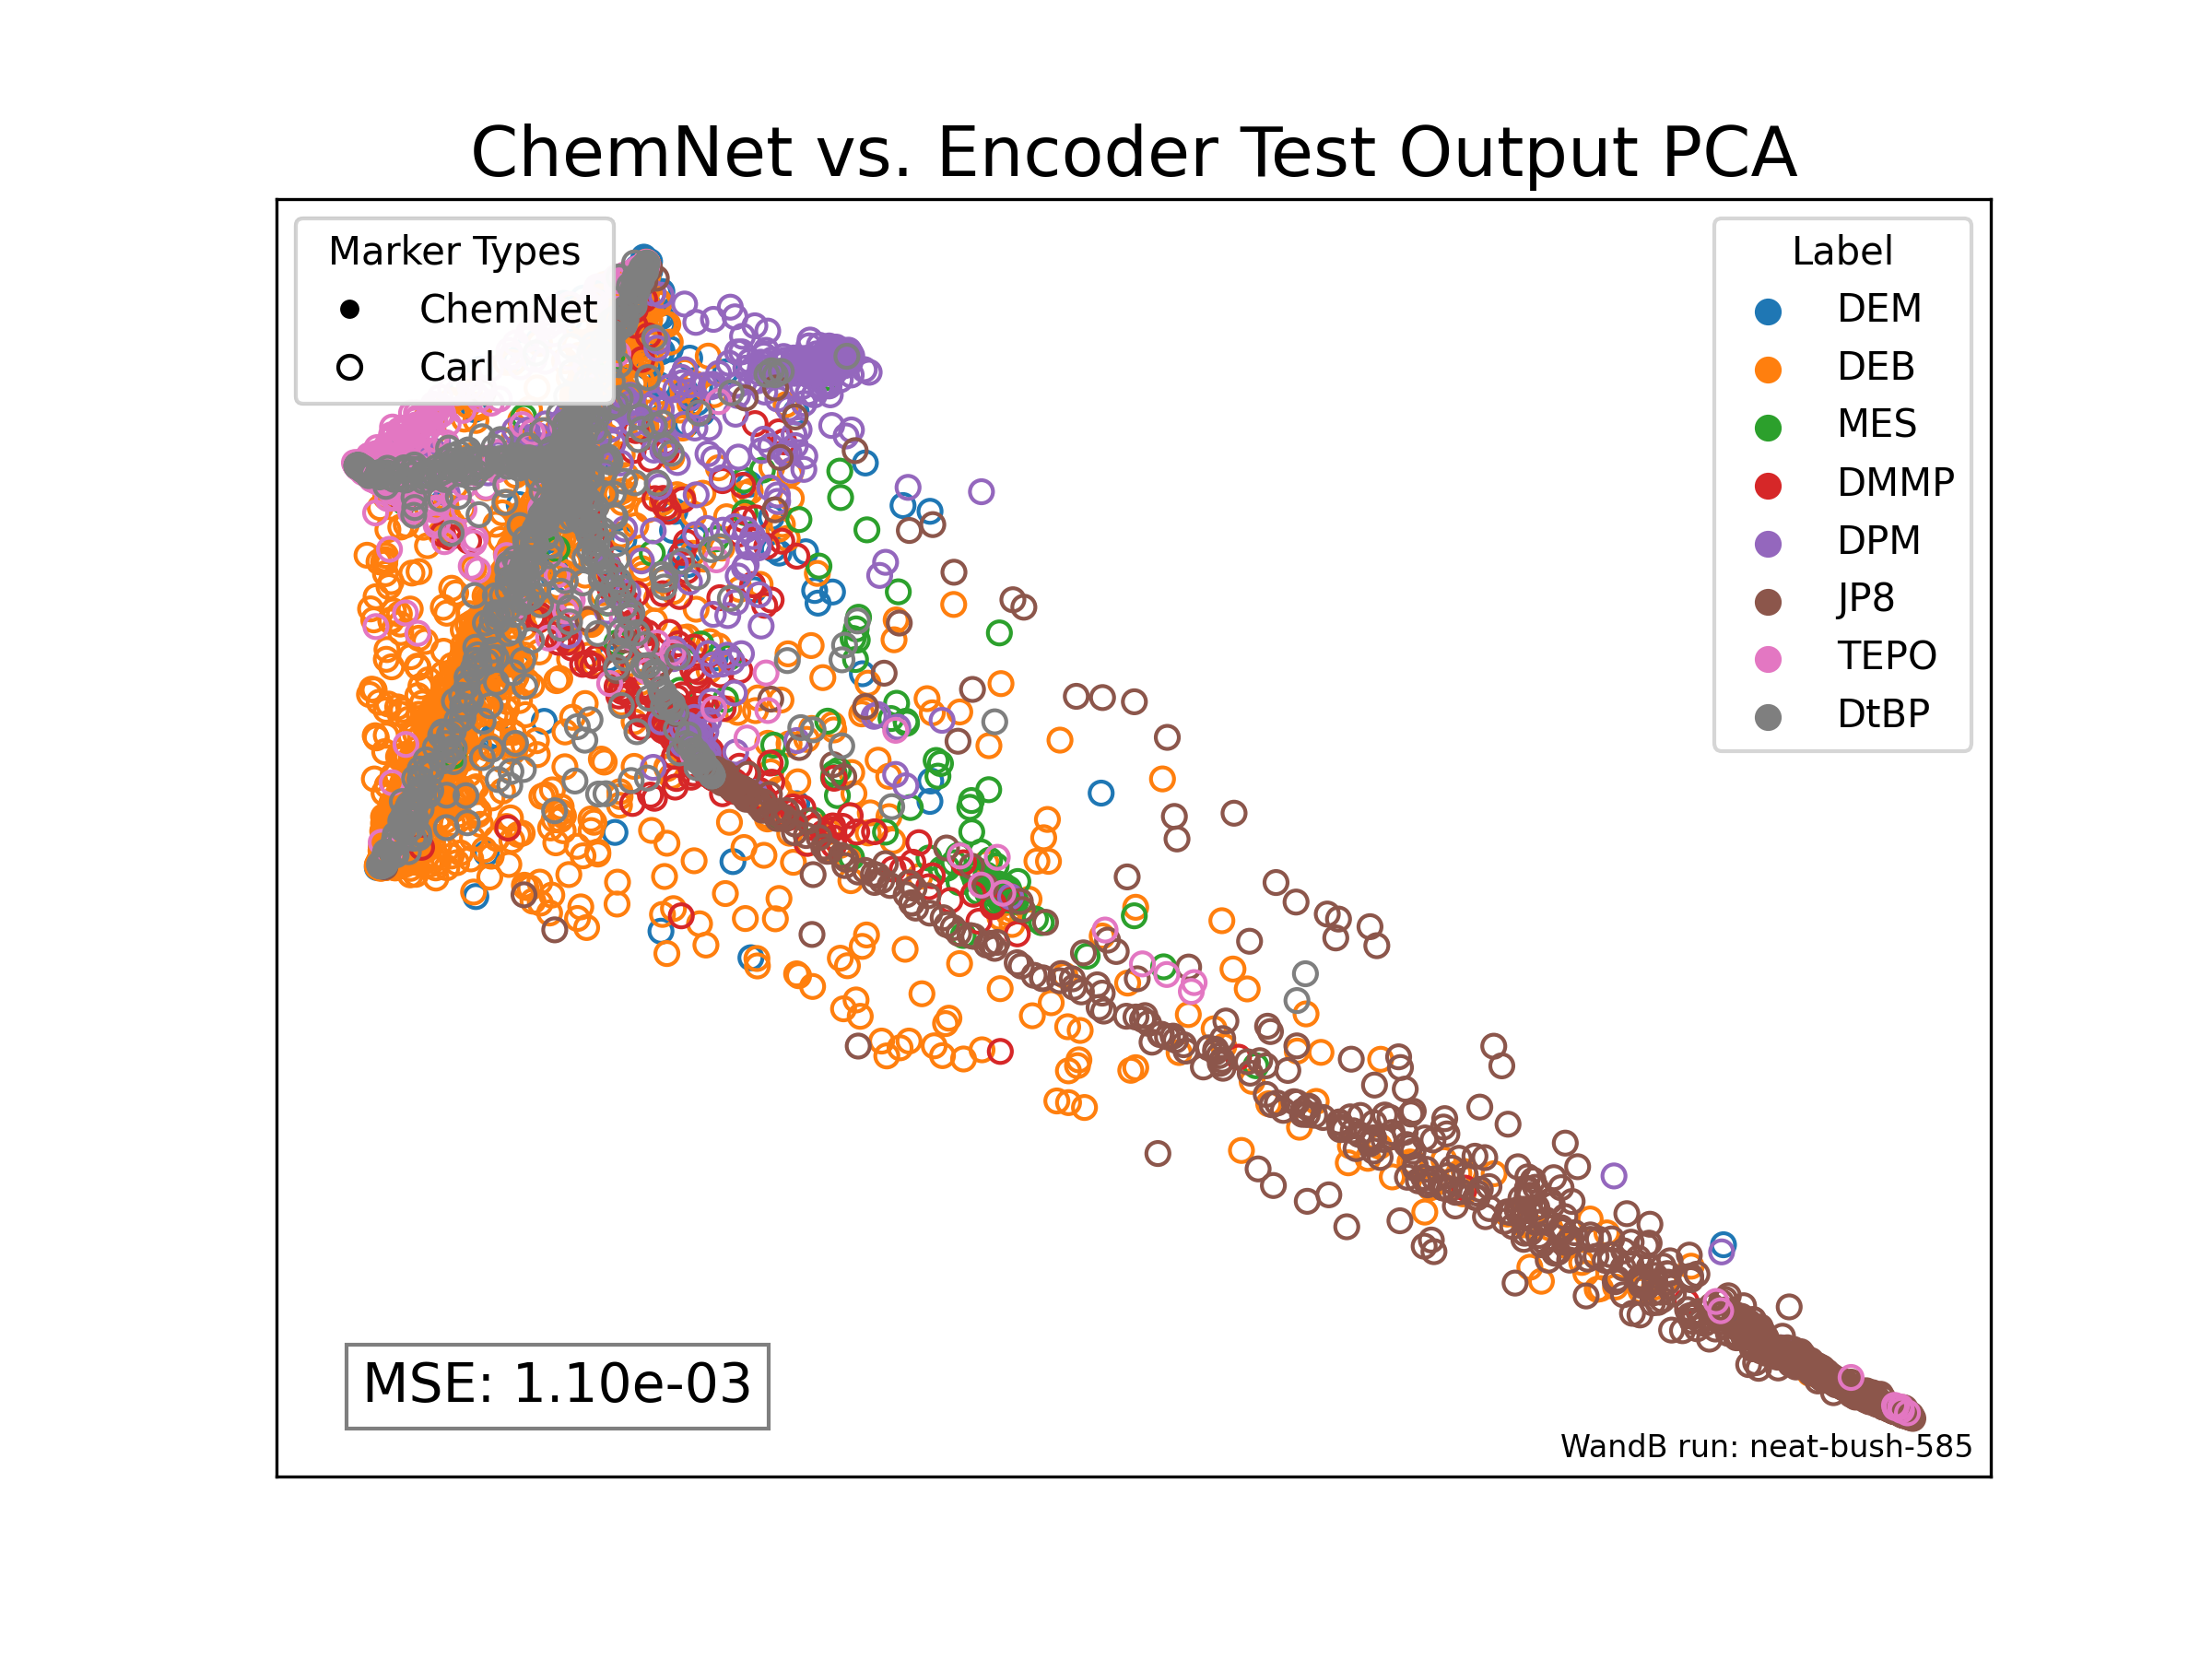 ChemNet vs. Encoder Test Output PCA
Marker Types
ChemNet
Carl
Label
DEM
DEB
MES
DMMP
DPM
JP8
TEPO
DtBP
MSE: 1.10e-03
WandB run: neat-bush-585